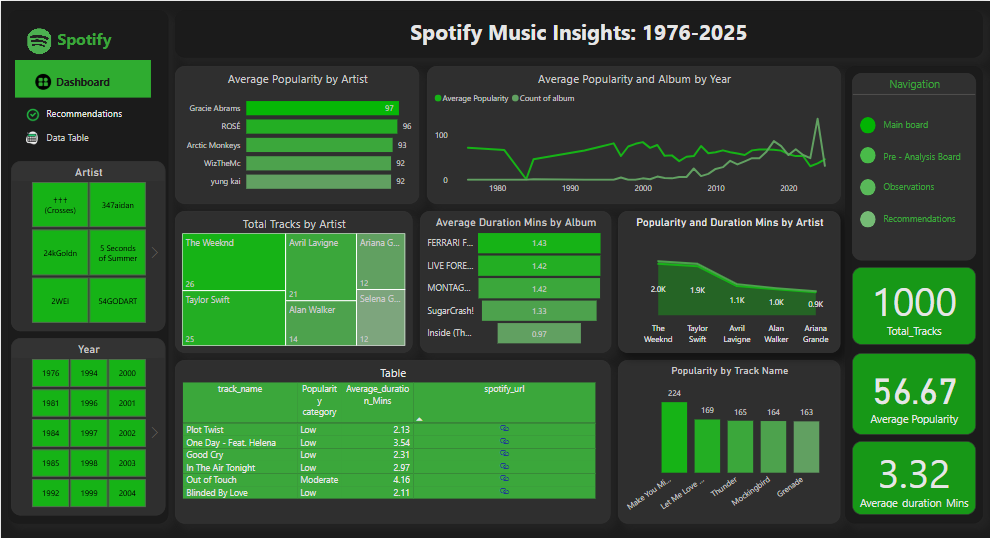 Spotify Music Insights: 1976-2025
Spotify
Dashboard
Recommendations
Data Table
Artist
††† (Crosses)
347aidan
24kGoldn
5 Seconds of Summer
2WEI
54GODART
Year
1976 1994 2000
1981 1996 2001
1984 1997 2002
1985 1998 2003
1992 1999 2004
Average Popularity by Artist
Gracie Abrams 97
ROSÉ 96
Arctic Monkeys 93
WizTheMc 92
yung kai 92
Average Popularity and Album by Year
Average Popularity Count of album
100
0
1980 1990 2000 2010 2020
Total Tracks by Artist
The Weeknd
26
Taylor Swift
25
Avril Lavigne
21
Alan Walker
14
Ariana G...
12
Selena G...
12
Average Duration Mins by Album
FERRARI F... 1.43
LIVE FORE... 1.42
MONTAG... 1.42
SugarCrash! 1.33
Inside (Th... 0.97
Popularity and Duration Mins by Artist
2.0K 1.9K 1.1K 1.0K 0.9K
The Weeknd
Taylor Swift
Avril Lavigne
Alan Walker
Ariana Grande
Table
track_name
Popularit
y
category
Average_duratio
n_Mins
spotify_url
Plot Twist Low 2.13
One Day - Feat. Helena Low 3.54
Good Cry Low 2.31
In The Air Tonight Low 2.97
Out of Touch Moderate 4.16
Blinded By Love Low 2.11
Popularity by Track Name
224 169 165 164 163
Make You Mi...
Let Me Love ...
Thunder
Mockingbird
Grenade
Navigation
Main board
Pre - Analysis Board
Observations
Recommendations
1000
Total_Tracks
56.67
Average Popularity
3.32
Average_duration_Mins